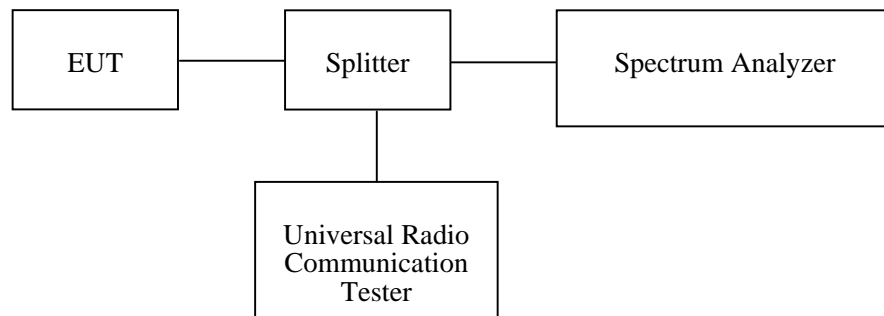 EUT
Splitter
Spectrum Analyzer
Universal Radio
Communication
Tester